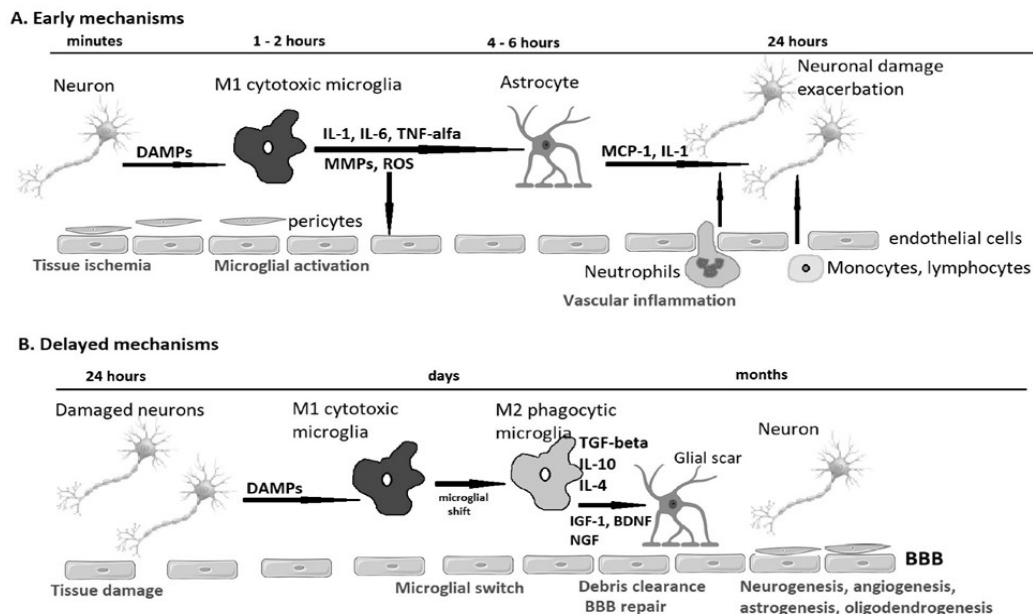 A. Early mechanisms
minutes
1 - 2 hours
4 - 6 hours
24 hours
Neuron
M1 cytotoxic microglia
Astrocyte
Neuronal damage
exacerbation
DAMPs
IL-1, IL-6, TNF-alfa
MMPs, ROS
MCP-1, IL-1
pericytes
endothelial cells
Tissue ischemia
Microglial activation
Neutrophils
Monocytes, lymphocytes
Vascular inflammation
B. Delayed mechanisms
24 hours
days
months
Damaged neurons
M1 cytotoxic
microglia
M2 phagocytic
microglia
TGF-beta
IL-10
IL-4
Glial scar
Neuron
DAMPs
microglial
shift
IGF-1, BDNF
NGF
BBB
Tissue damage
Microglial switch
Debris clearance
BBB repair
Neurogenesis, angiogenesis,
astrogenesis, oligodendrogenesis